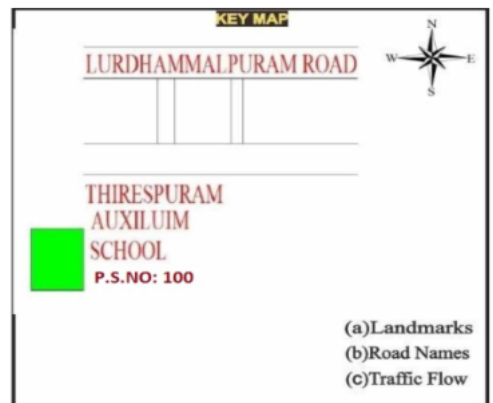 KEY MAP
LURDHAMMALPURAM ROAD
N
W
E
S
THIRESPURAM
AUXILUIM
SCHOOL
P.S.NO: 100
(a)Landmarks
(b)Road Names
(c)Traffic Flow